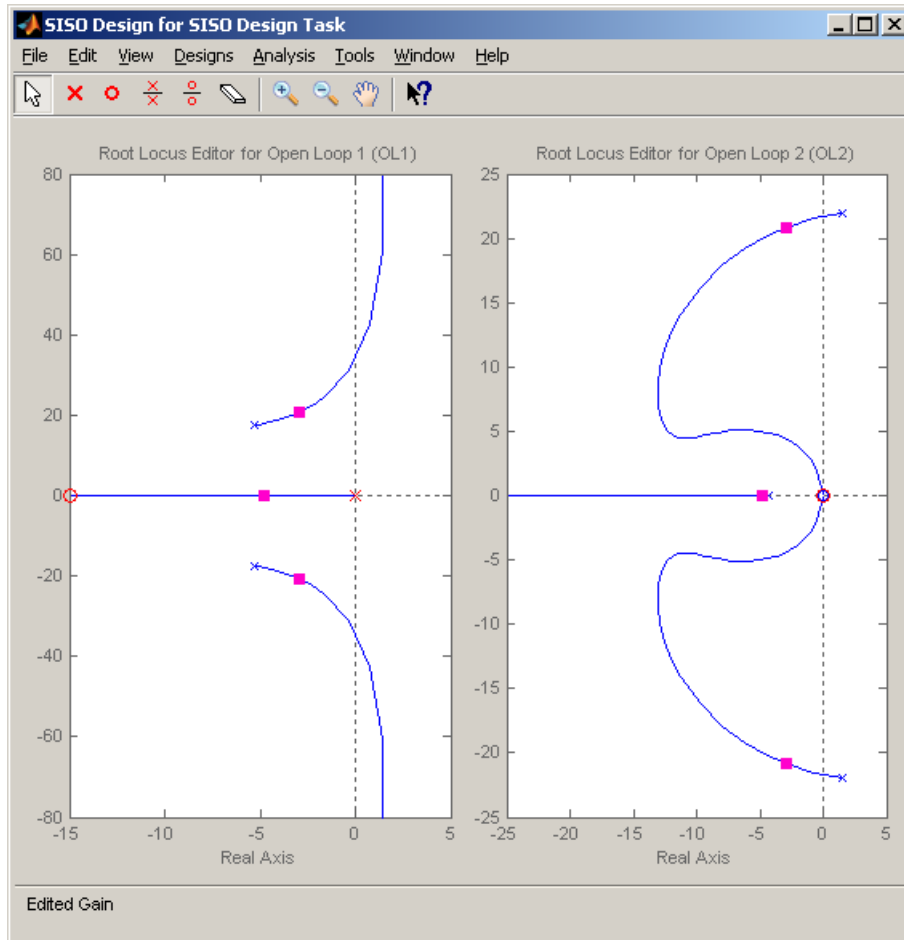 SISO Design for SISO Design Task
File Edit View Designs Analysis Tools Window Help
Root Locus Editor for Open Loop 1 (OL1)
80
60
40
20
0
-20
-40
-60
-80
-15 -10 -5 0 5
Real Axis
Root Locus Editor for Open Loop 2 (OL2)
25
20
15
10
5
0
-5
-10
-15
-20
-25
-25 -20 -15 -10 -5 0 5
Real Axis
Edited Gain